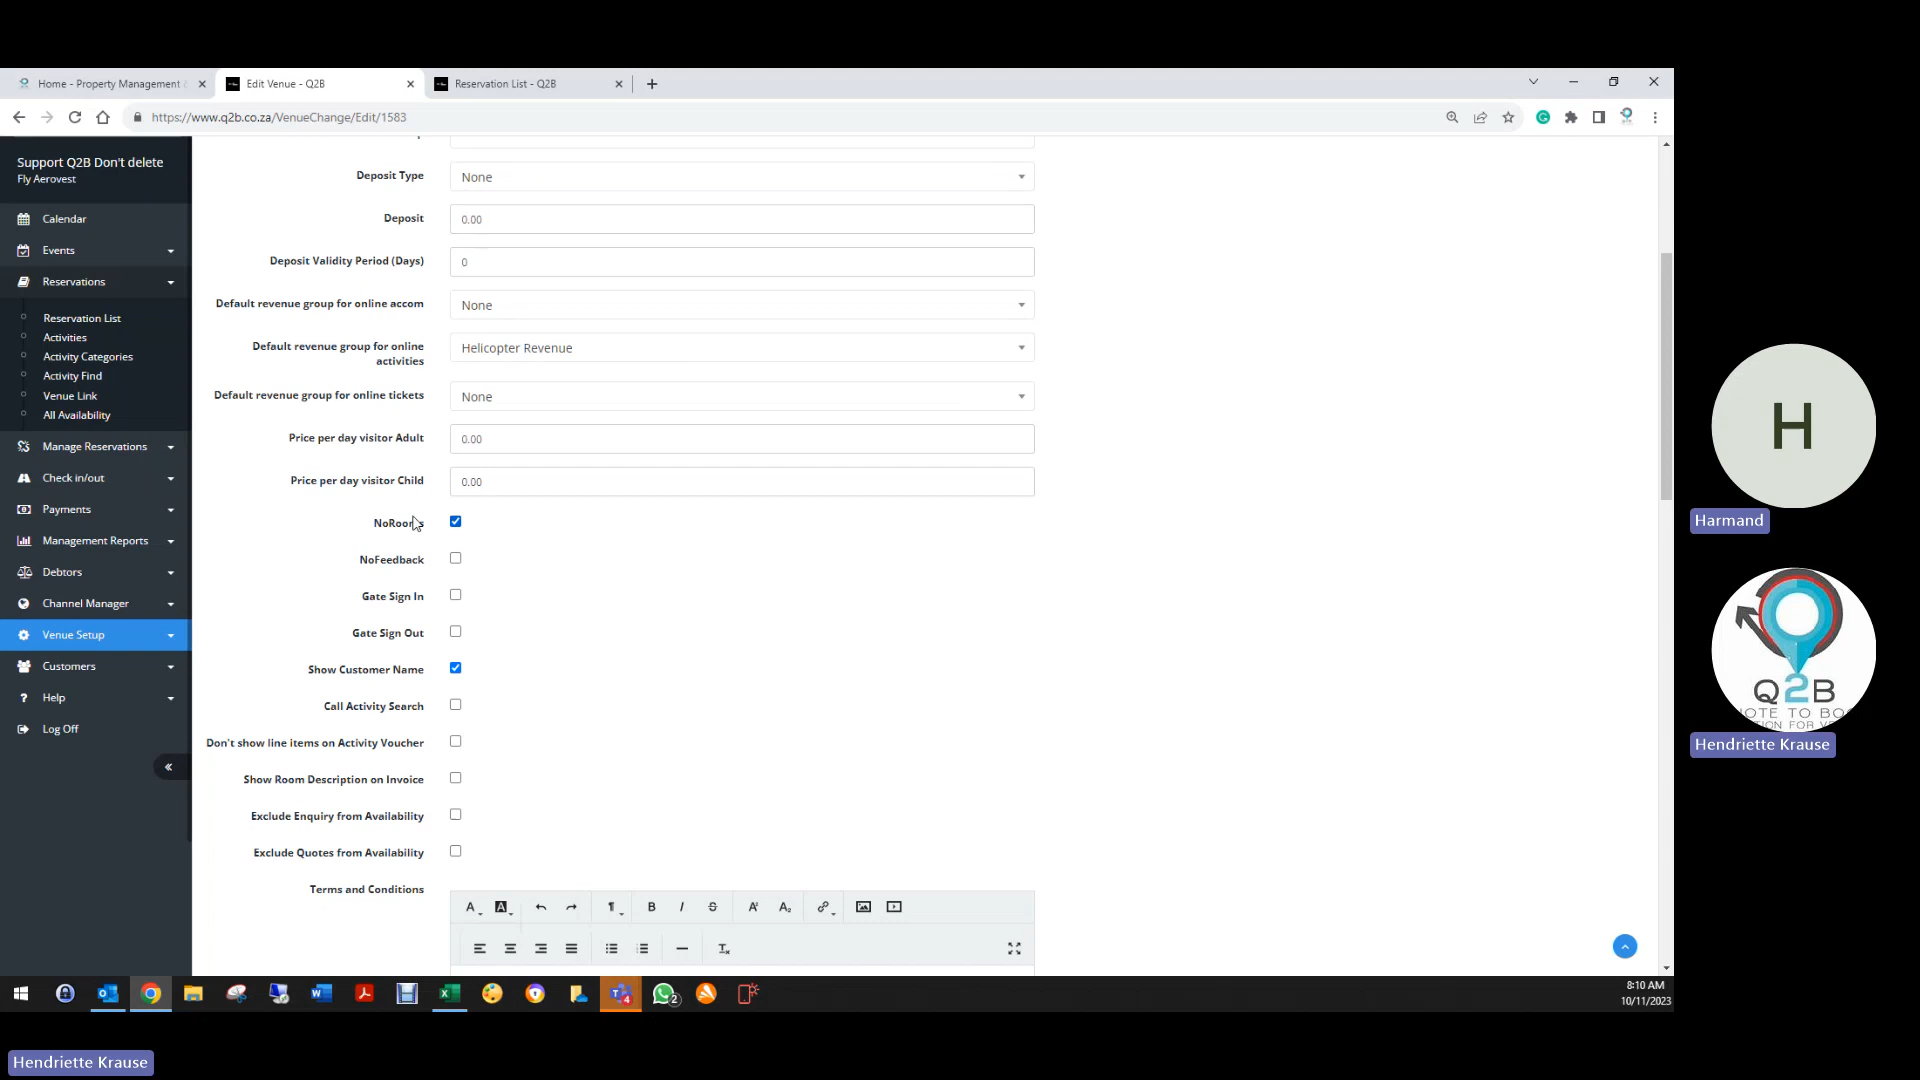 Home - Property Management &
Edit Venue - Q2B
Reservation List - Q2B
https://www.q2b.co.za/VenueChange/Edit/1583
Support Q2B Don't delete
Fly Aerovest
Calendar
Events
Reservations
Reservation List
Activities
Activity Categories
Activity Find
Venue Link
All Availability
Manage Reservations
Check in/out
Payments
Management Reports
Debtors
Channel Manager
Venue Setup
Customers
Help
Log Off
Deposit Type
None
Deposit
0.00
Deposit Validity Period (Days)
0
Default revenue group for online accom
None
Default revenue group for online
activities
Helicopter Revenue
Default revenue group for online tickets
None
Price per day visitor Adult
0.00
Price per day visitor Child
0.00
NoRooms
NoFeedback
Gate Sign In
Gate Sign Out
Show Customer Name
Call Activity Search
Don't show line items on Activity Voucher
Show Room Description on Invoice
Exclude Enquiry from Availability
Exclude Quotes from Availability
Terms and Conditions
8:10 AM
10/11/2023
H
Harmand
Q2B
Hendriette Krause
Hendriette Krause